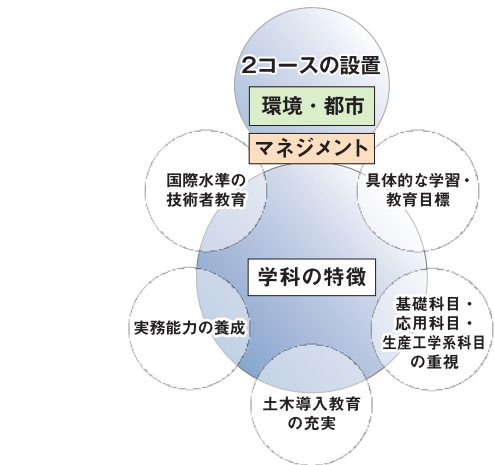 2コースの設置
環境・都市
マネジメント
国際水準の
技術者教育
具体的な学習・
教育目標
学科の特徴
実務能力の養成
基礎科目・
応用科目・
生産工学系科目
の重視
土木導入教育
の充実